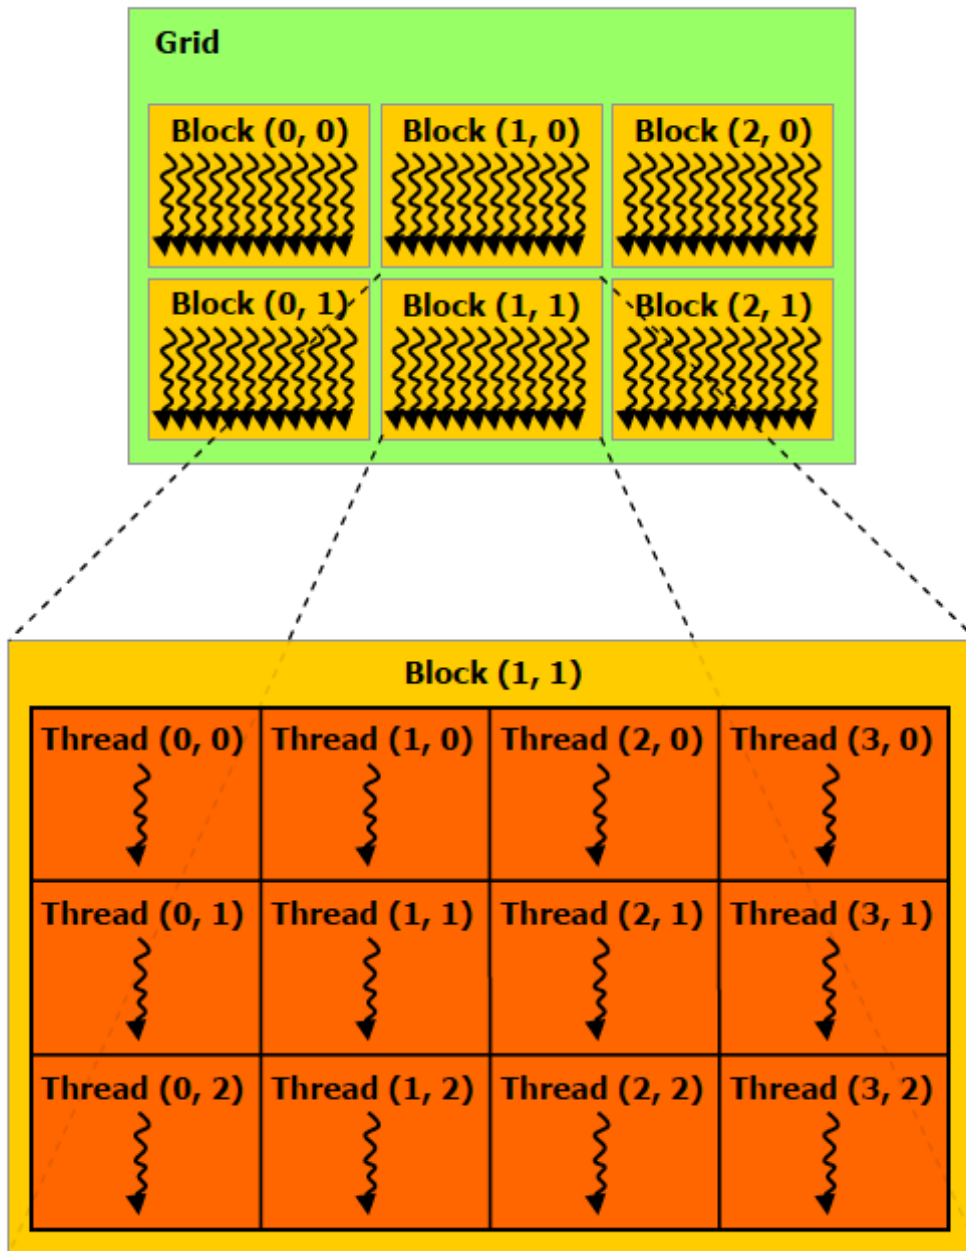 Grid
Block (0, 0) Block (1, 0) Block (2, 0)
Block (0, 1) Block (1, 1) Block (2, 1)
Block (1, 1)
Thread (0, 0) Thread (1, 0) Thread (2, 0) Thread (3, 0)
Thread (0, 1) Thread (1, 1) Thread (2, 1) Thread (3, 1)
Thread (0, 2) Thread (1, 2) Thread (2, 2) Thread (3, 2)